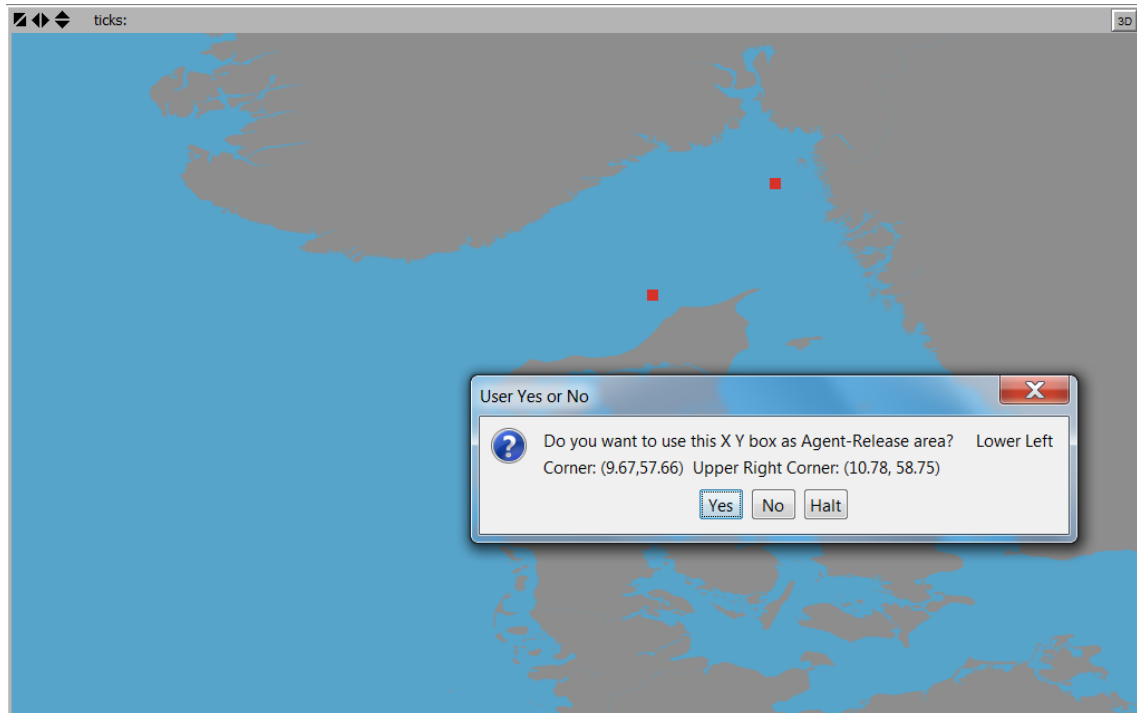 ticks:
3D
User Yes or No
Do you want to use this X Y box as Agent-Release area?     Lower Left
Corner: (9.67,57.66)  Upper Right Corner: (10.78, 58.75)
Yes No Halt